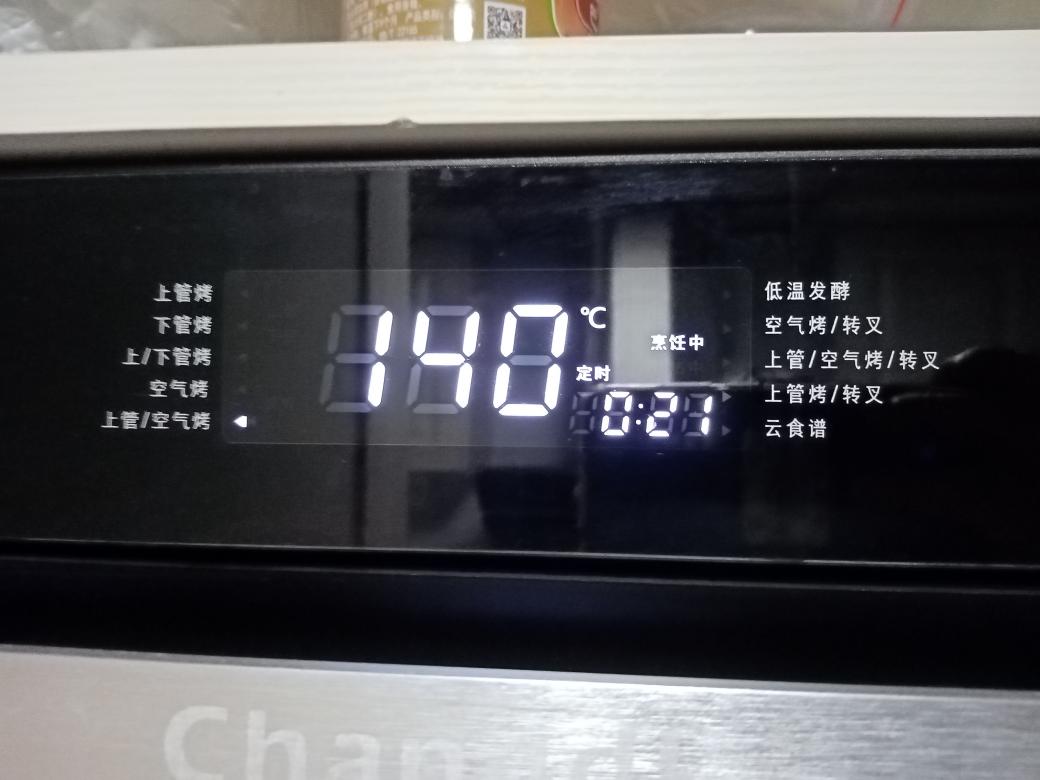 上管烤
下管烤
上/下管烤
空气烤
上管/空气烤
140 ℃
定时
烹饪中
0:21
低温发酵
空气烤/转叉
上管/空气烤/转叉
上管烤/转叉
云食谱